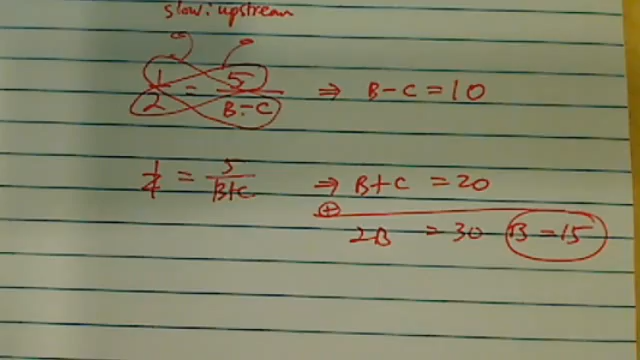 slow: upstream
1/2 = 5/B-C ⇒ B-C = 10
1/4 = 5/B+C ⇒ B+C = 20
⊕
2B = 30 B = 15